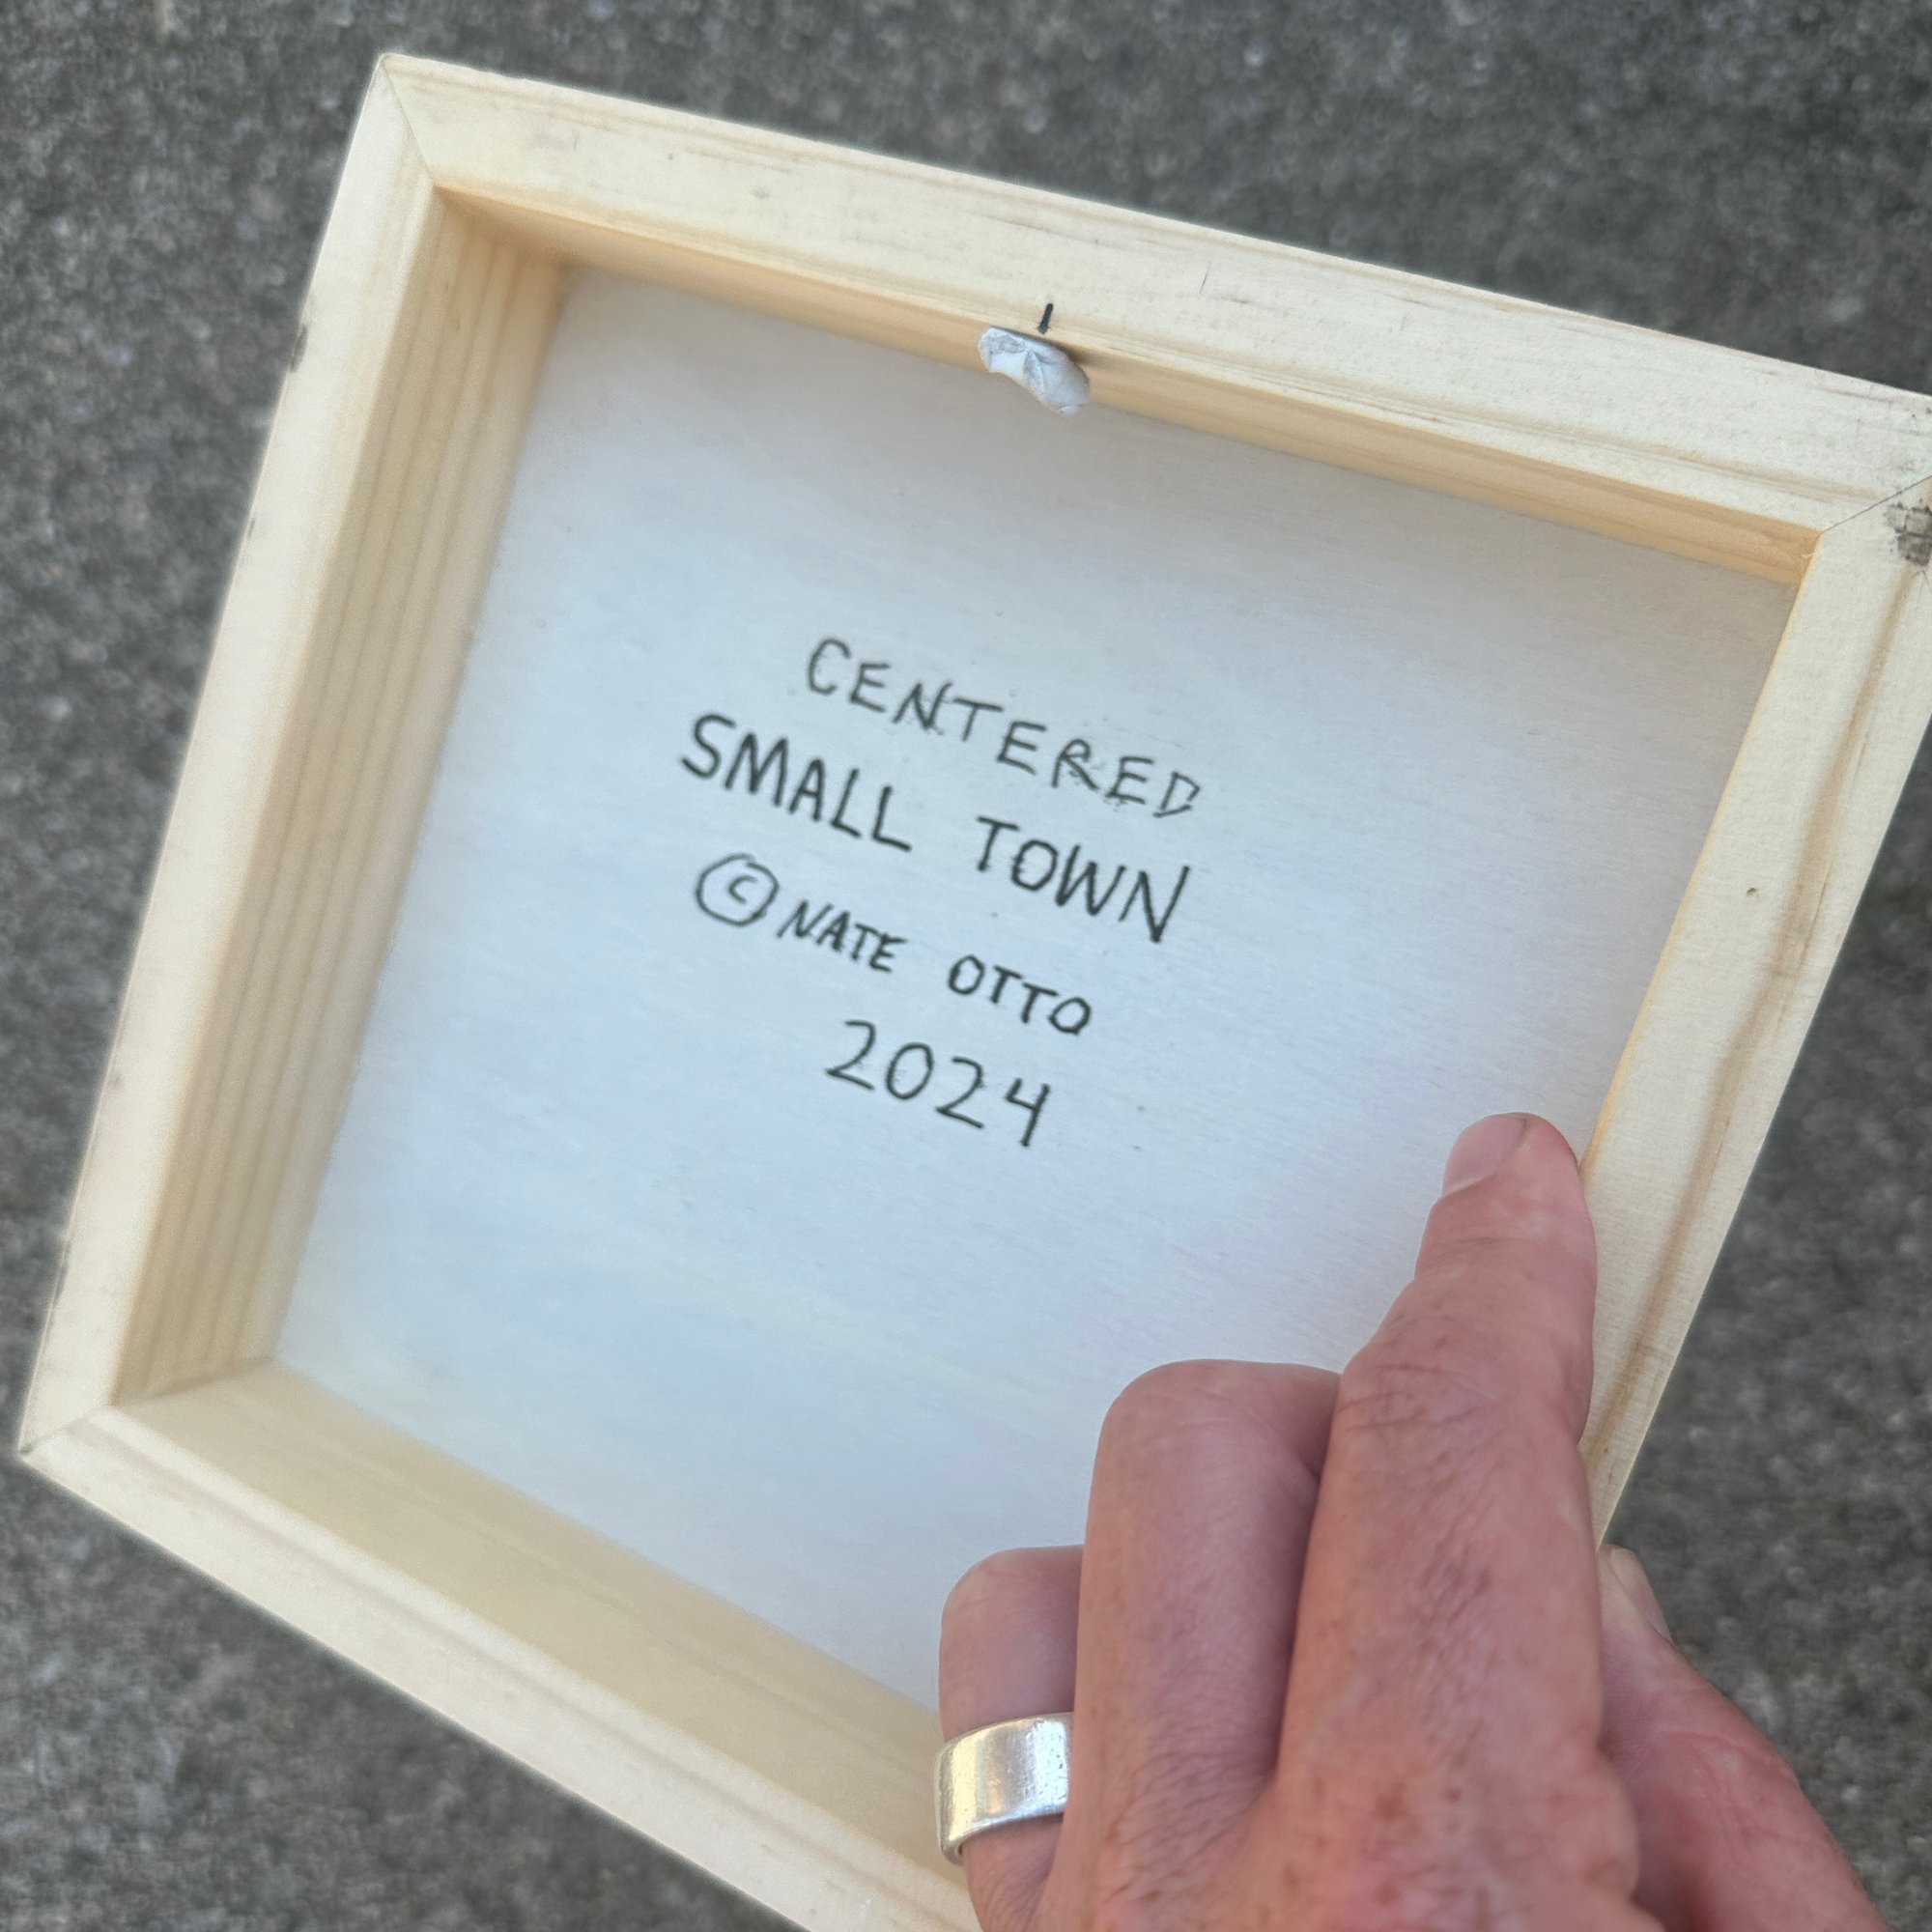 CENTERED
SMALL TOWN
© NATE OTTO
2024